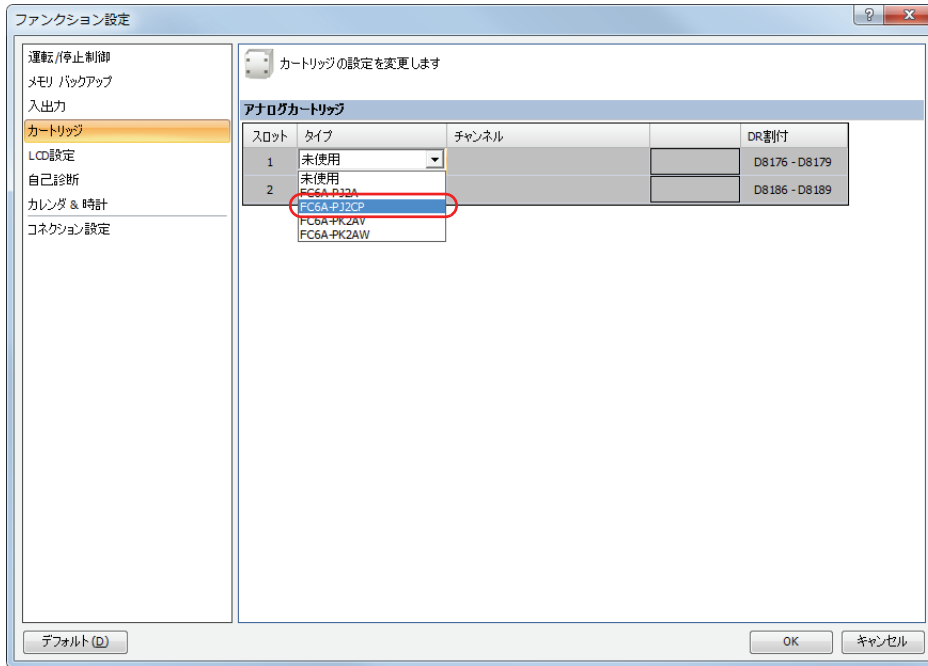 ファンクション設定
運転/停止制御
メモリ バックアップ
入出力
カートリッジ
LCD設定
自己診断
カレンダ & 時計
コネクション設定
カートリッジの設定を変更します
アナログカートリッジ
スロット タイプ チャンネル DR割付
1 未使用 D8176 - D8179
2 D8186 - D8189
未使用
FC6A-PJ2A
FC6A-PJ2CP
FC6A-PK2AV
FC6A-PK2AW
デフォルト(D)
OK キャンセル